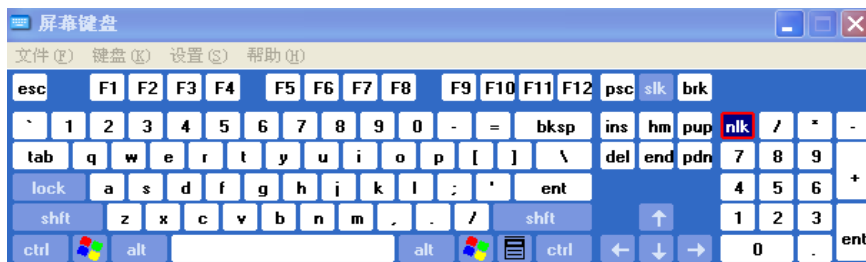 屏幕键盘
文件(F) 键盘(K) 设置(S) 帮助(H)
esc F1 F2 F3 F4 F5 F6 F7 F8 F9 F10 F11 F12 psc slk brk
` 1 2 3 4 5 6 7 8 9 0 - = bksp ins hm pup nlk / * -
tab q w e r t y u i o p [ ] \ del end pdn 7 8 9 +
lock a s d f g h j k l ; ' ent 4 5 6
shft z x c v b n m , . / shft ↑ 1 2 3 ent
ctrl alt alt ctrl ← ↓ → 0 .